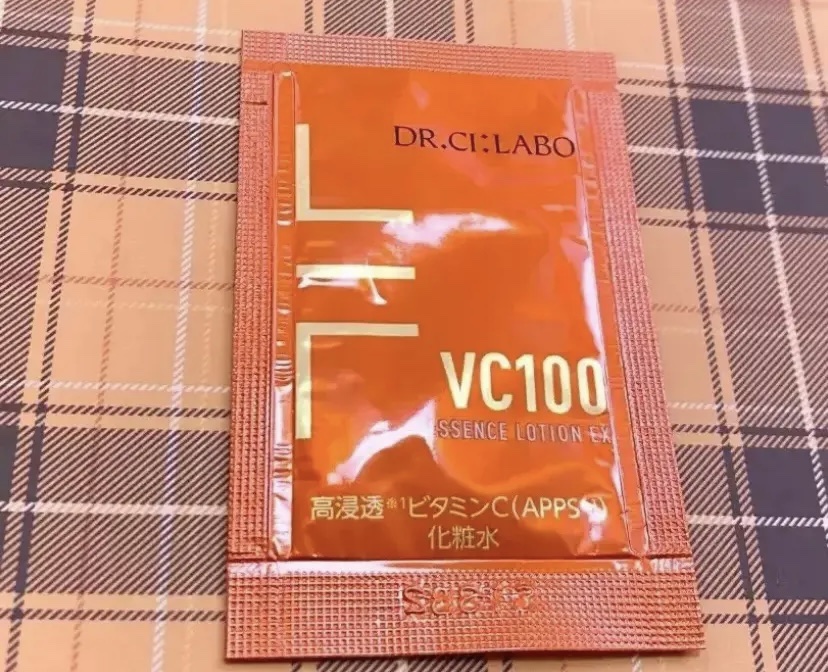 DR.CI:LABO
VC100
SSENCE LOTION EX
高浸透※1ビタミンC(APPS
化粧水